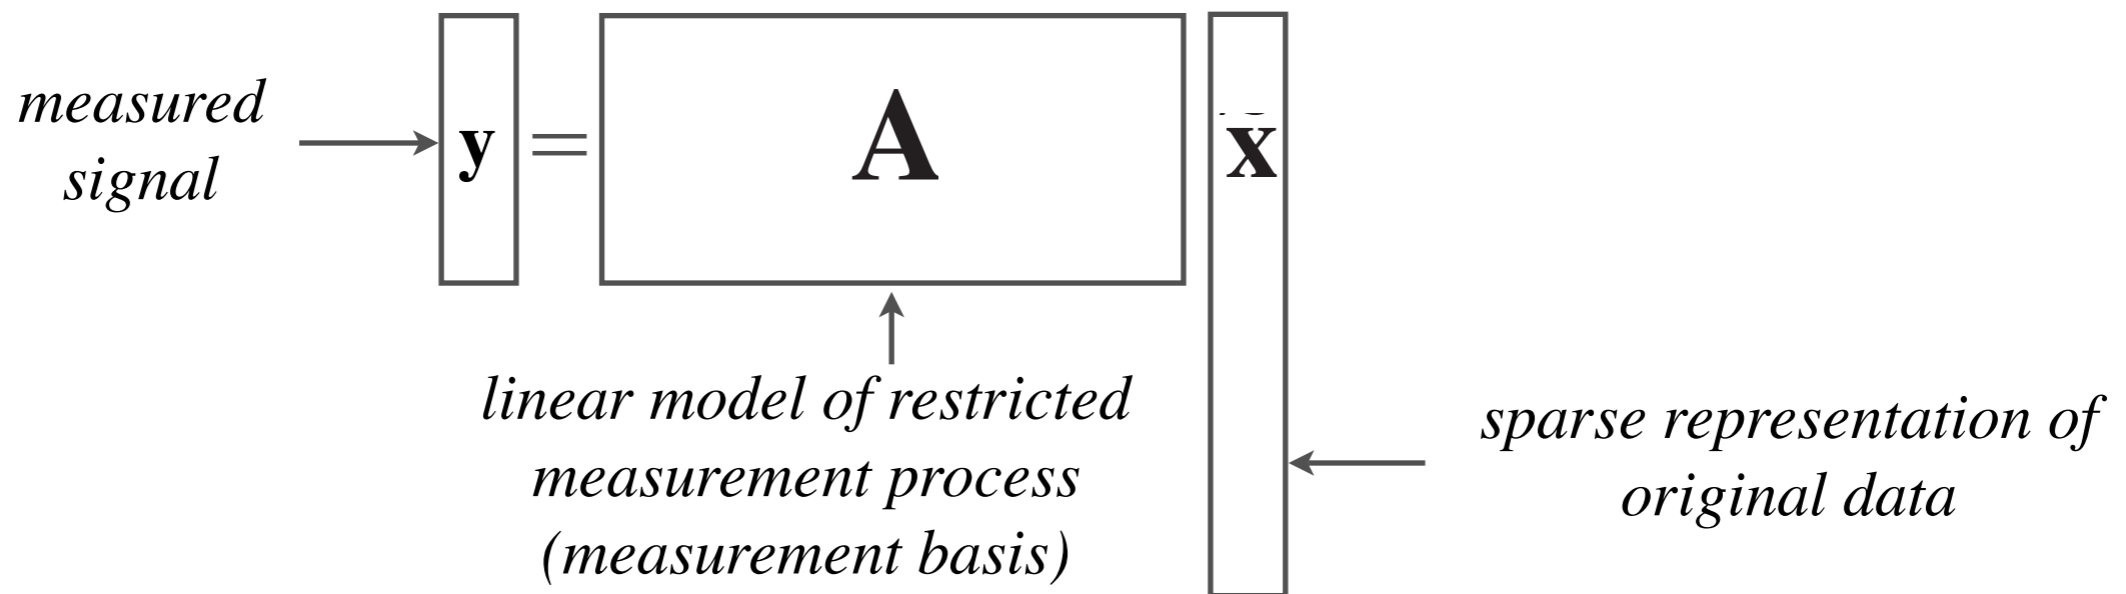 measured
signal
y = A x
linear model of restricted
measurement process
(measurement basis)
sparse representation of
original data